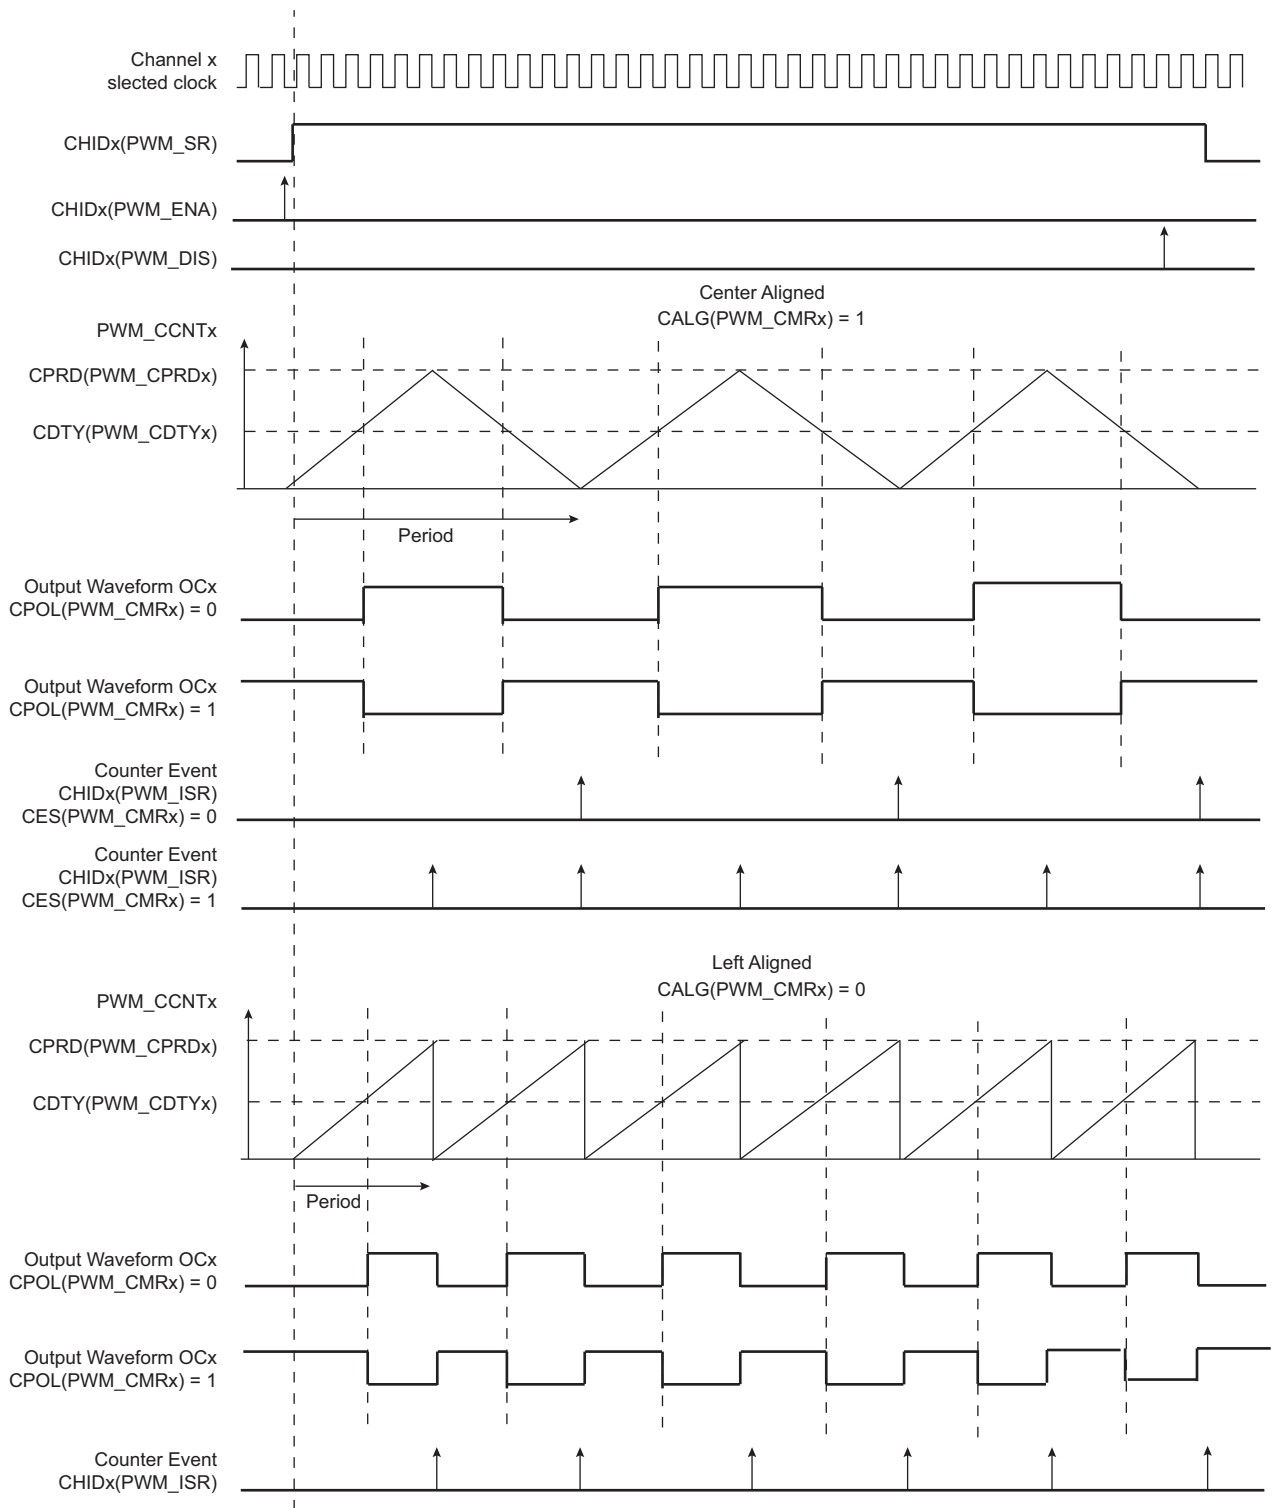 Channel x
slected clock
CHIDx(PWM_SR)
CHIDx(PWM_ENA)
CHIDx(PWM_DIS)
Center Aligned
CALG(PWM_CMRx) = 1
PWM_CCNTx
CPRD(PWM_CPRDx)
CDTY(PWM_CDTYx)
Period
Output Waveform OCx
CPOL(PWM_CMRx) = 0
Output Waveform OCx
CPOL(PWM_CMRx) = 1
Counter Event
CHIDx(PWM_ISR)
CES(PWM_CMRx) = 0
Counter Event
CHIDx(PWM_ISR)
CES(PWM_CMRx) = 1
Left Aligned
CALG(PWM_CMRx) = 0
PWM_CCNTx
CPRD(PWM_CPRDx)
CDTY(PWM_CDTYx)
Period
Output Waveform OCx
CPOL(PWM_CMRx) = 0
Output Waveform OCx
CPOL(PWM_CMRx) = 1
Counter Event
CHIDx(PWM_ISR)